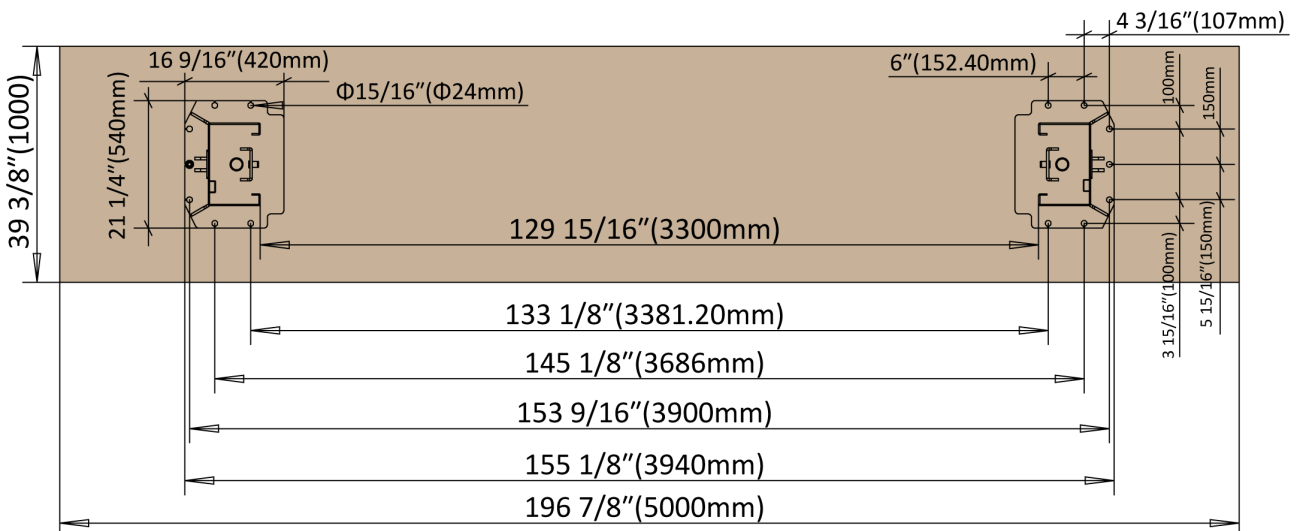 4 3/16″(107mm)
16 9/16″(420mm)
6″(152.40mm)
Φ15/16″(Φ24mm)
100mm
150mm
39 3/8″(1000)
21 1/4″(540mm)
129 15/16″(3300mm)
3 15/16″(100mm)
5 15/16″(150mm)
133 1/8″(3381.20mm)
145 1/8″(3686mm)
153 9/16″(3900mm)
155 1/8″(3940mm)
196 7/8″(5000mm)